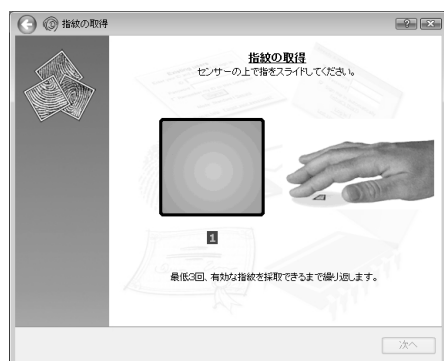 指紋の取得
指紋の取得
センサーの上で指をスライドしてください。
1
最低3回、有効な指紋を採取できるまで繰り返します。
次へ